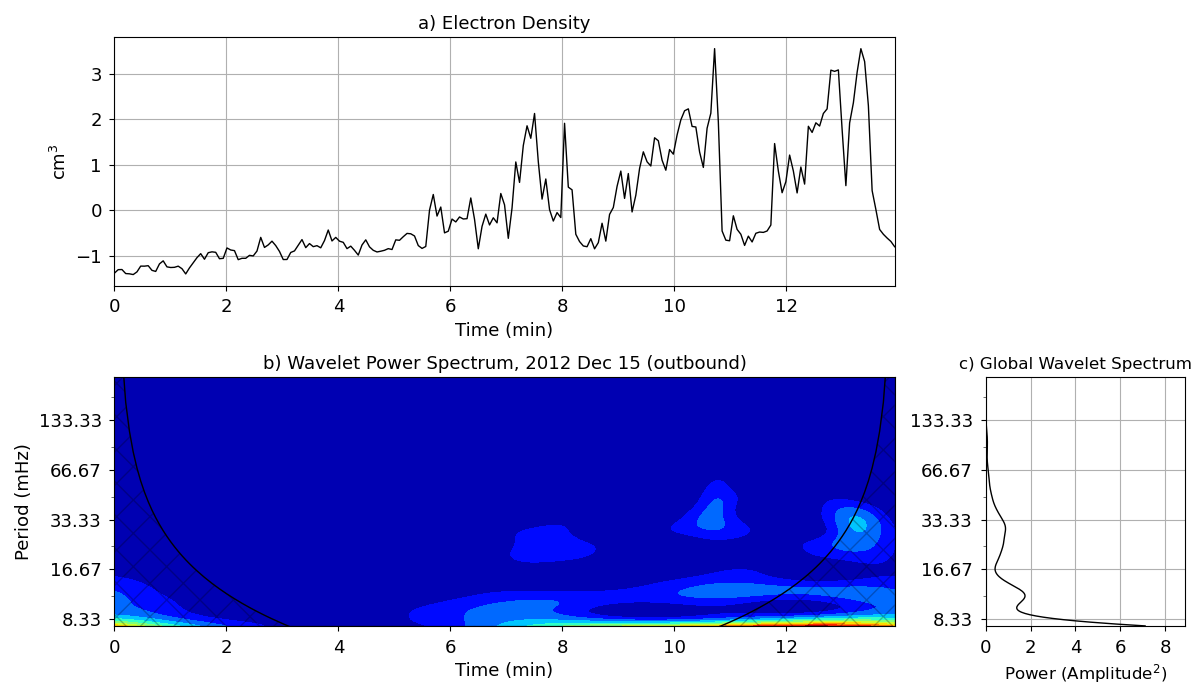 a) Electron Density
3
2
1
0
−1
cm³
0 2 4 6 8 10 12
Time (min)
b) Wavelet Power Spectrum, 2012 Dec 15 (outbound)
133.33
66.67
33.33
16.67
8.33
Period (mHz)
0 2 4 6 8 10 12
Time (min)
c) Global Wavelet Spectrum
133.33
66.67
33.33
16.67
8.33
0 2 4 6 8
Power (Amplitude²)